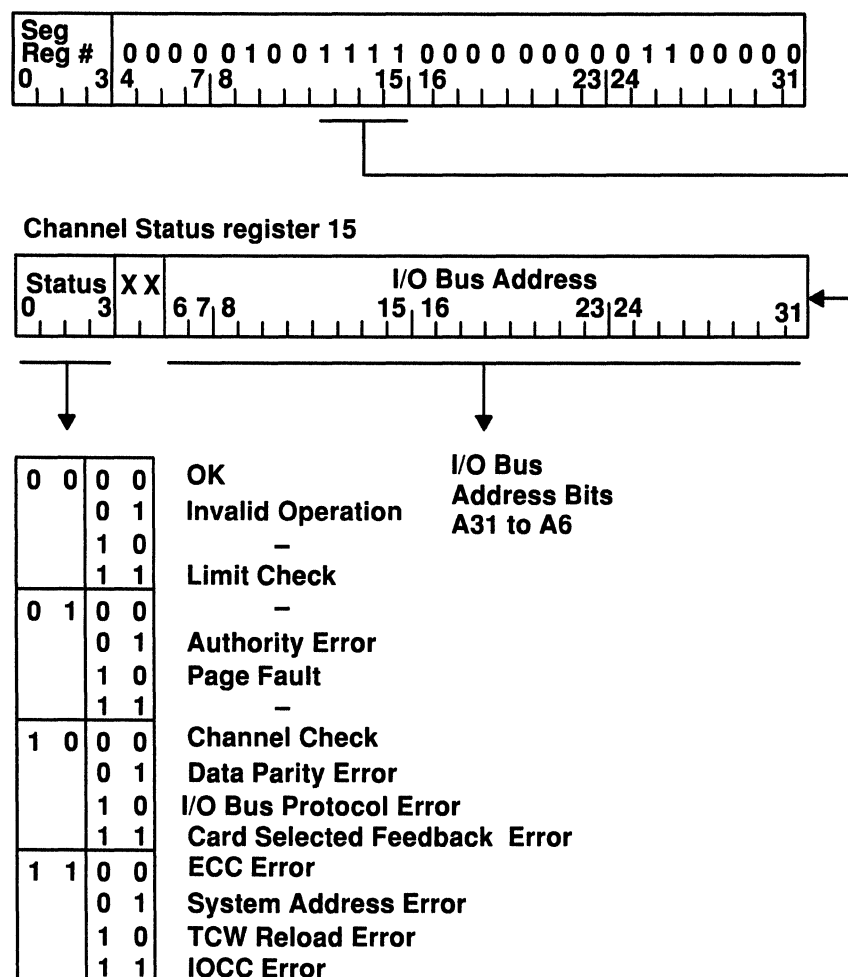 Seg
Reg # 0 0 0 0 0 1 0 0 1 1 1 1 0 0 0 0 0 0 0 0 0 1 1 0 0 0 0 0
0 3 4 7 8 15 16 23 24 31
Channel Status register 15
Status X X I/O Bus Address
0 3 6 7 8 15 16 23 24 31
0 0 0 0 OK
0 1 Invalid Operation
1 0 –
1 1 Limit Check
I/O Bus
Address Bits
A31 to A6
0 1 0 0 –
0 1 Authority Error
1 0 Page Fault
1 1 –
1 0 0 0 Channel Check
0 1 Data Parity Error
1 0 I/O Bus Protocol Error
1 1 Card Selected Feedback Error
1 1 0 0 ECC Error
0 1 System Address Error
1 0 TCW Reload Error
1 1 IOCC Error